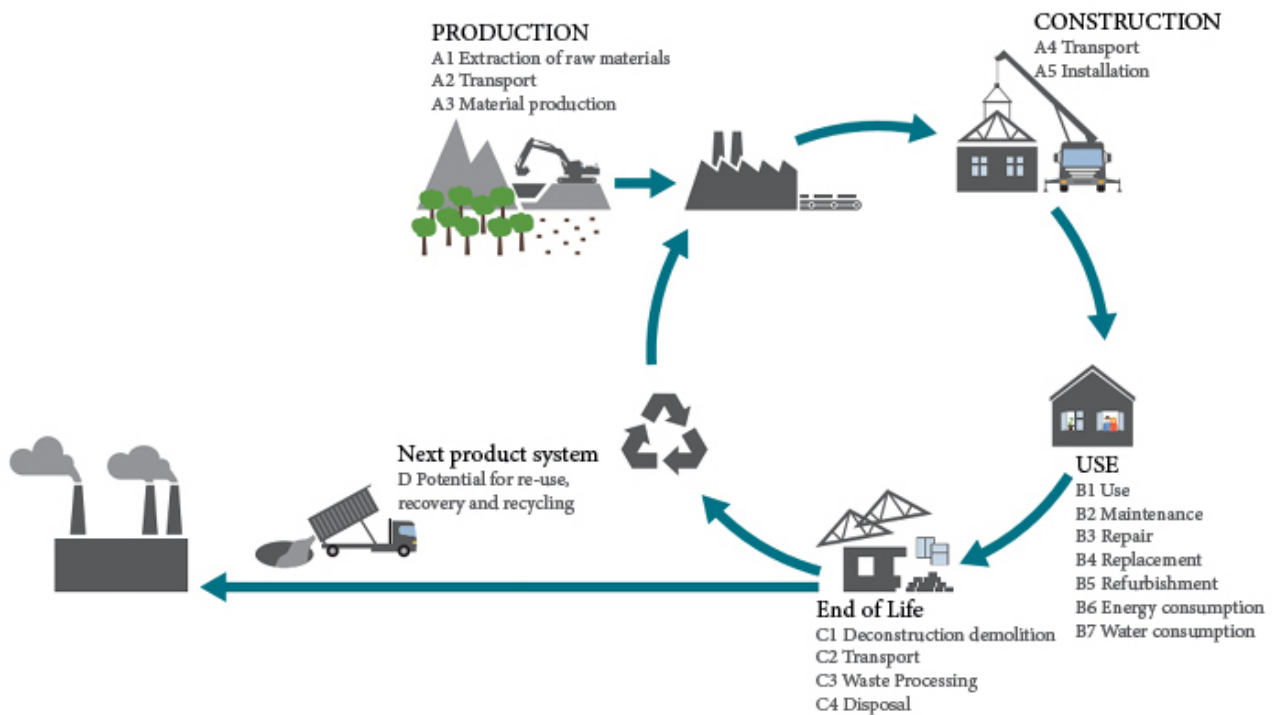 PRODUCTION
A1 Extraction of raw materials
A2 Transport
A3 Material production
CONSTRUCTION
A4 Transport
A5 Installation
USE
B1 Use
B2 Maintenance
B3 Repair
B4 Replacement
B5 Refurbishment
B6 Energy consumption
B7 Water consumption
End of Life
C1 Deconstruction demolition
C2 Transport
C3 Waste Processing
C4 Disposal
Next product system
D Potential for re-use,
recovery and recycling